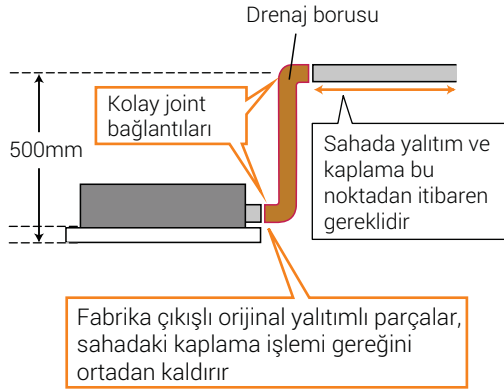 Drenaj borusu
Kolay joint
bağlantıları
500mm
Sahada yalıtım ve
kaplama bu
noktadan itibaren
gereklidir
Fabrika çıkışlı orijinal yalıtımlı parçalar,
sahadaki kaplama işlemi gereğini
ortadan kaldırır